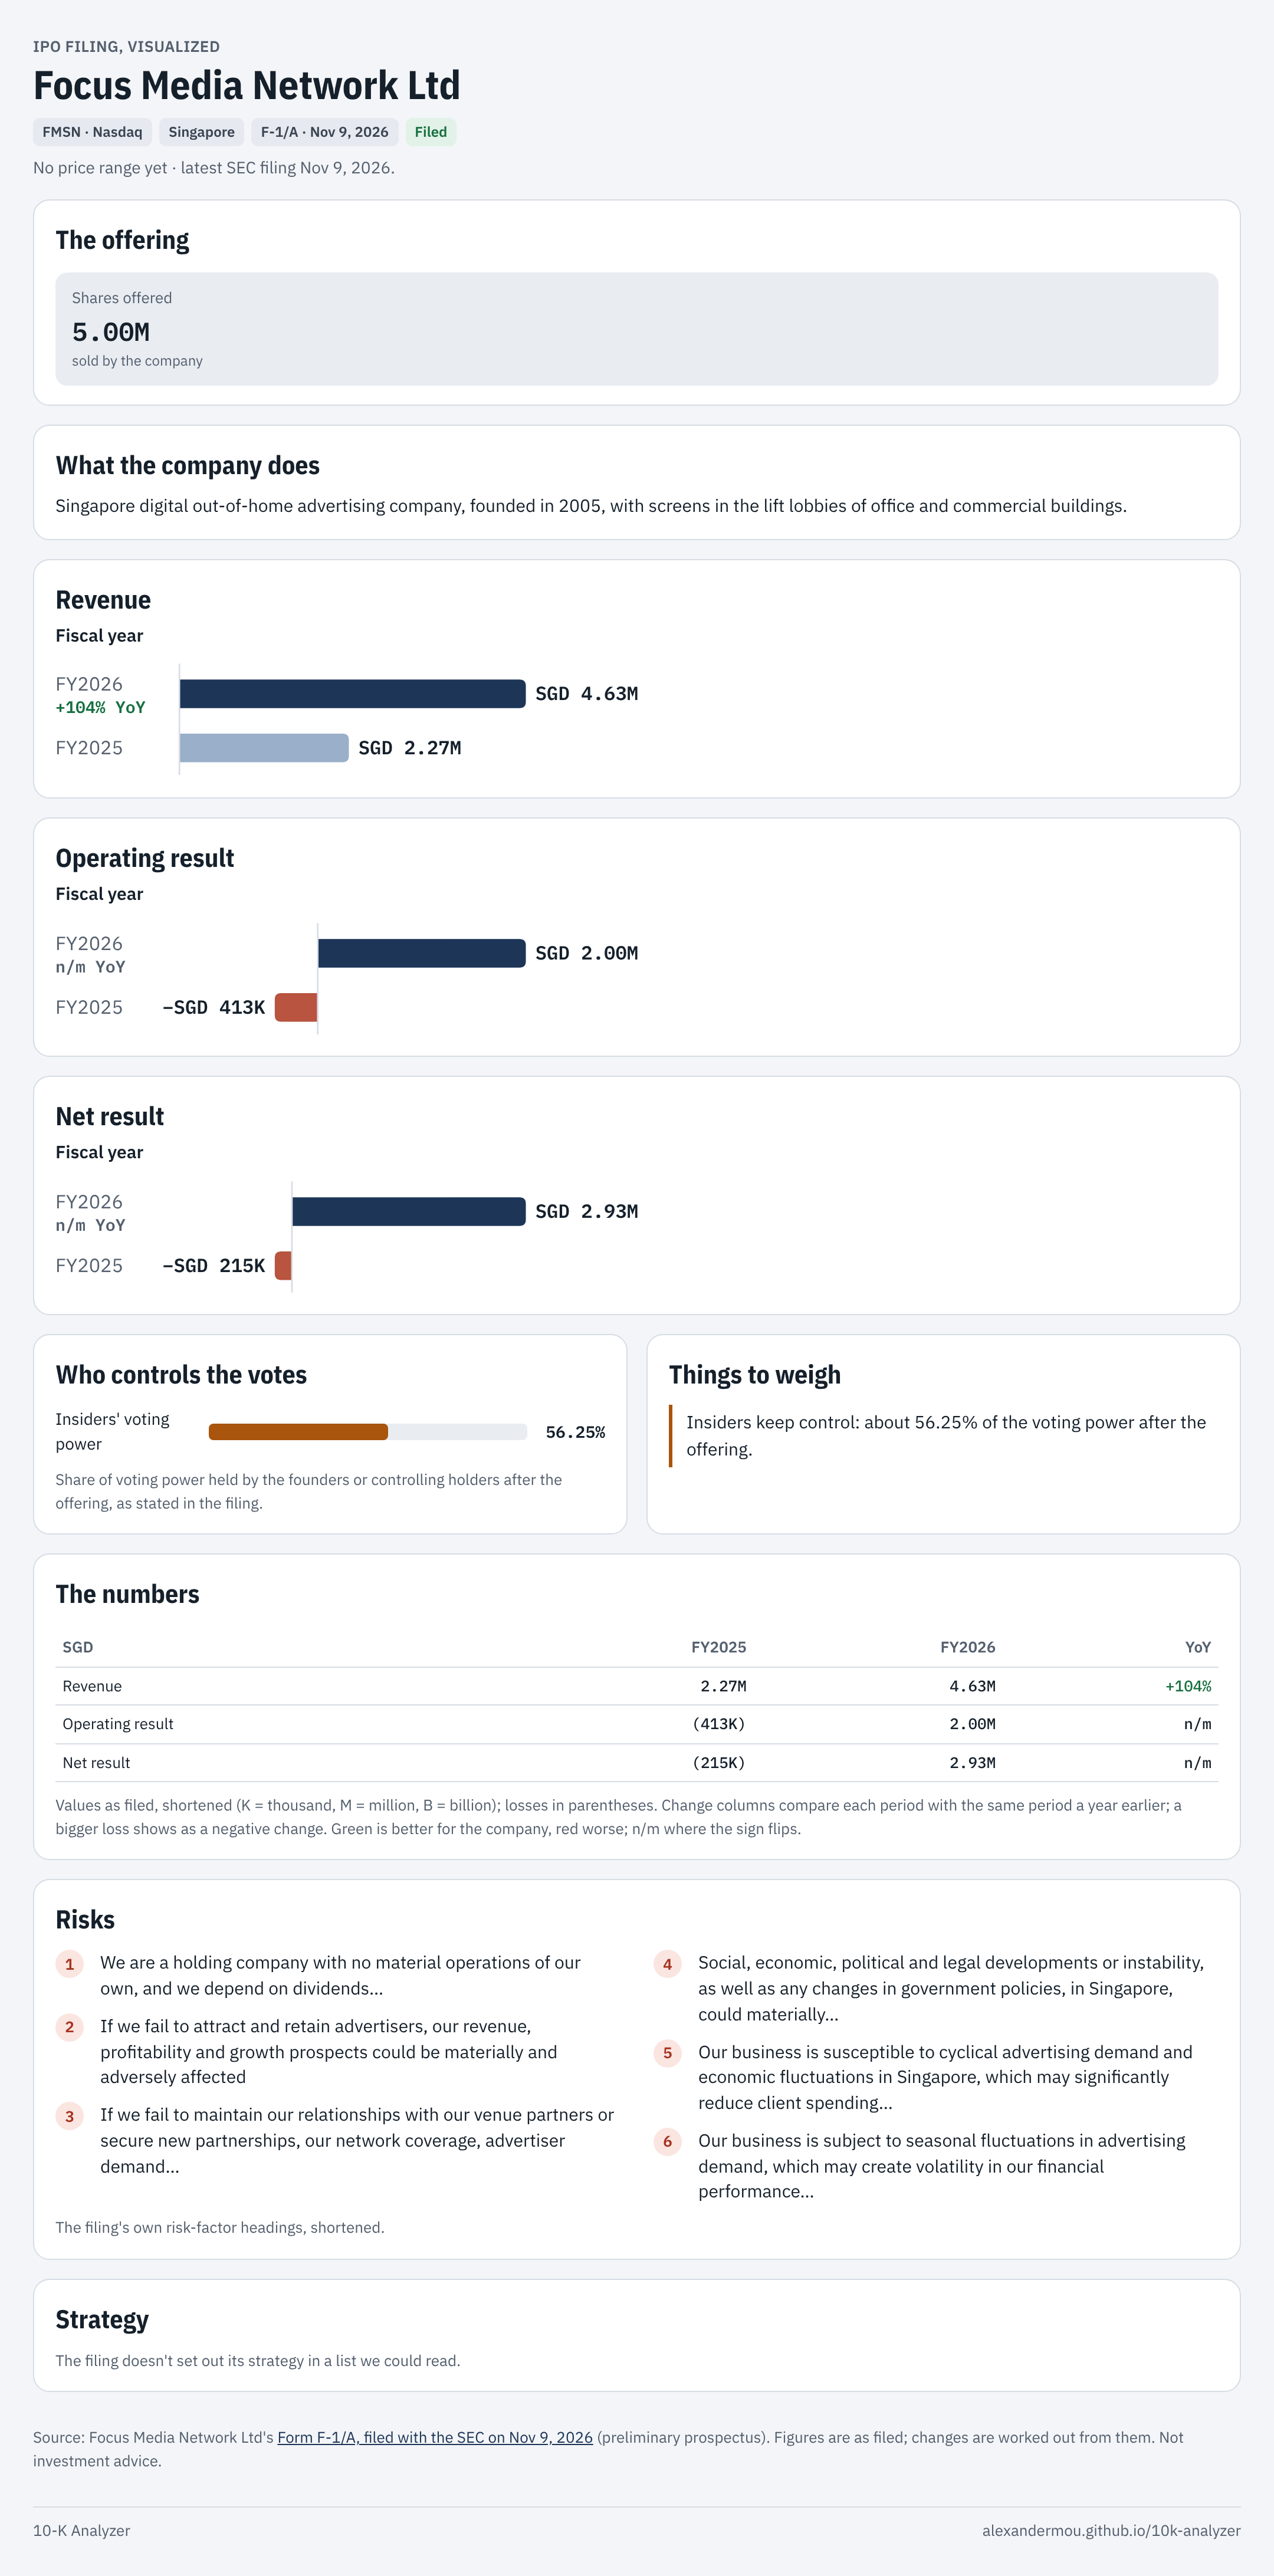 IPO FILING, VISUALIZED
Focus Media Network Ltd
FMSN · Nasdaq
Singapore
F-1/A · Nov 9, 2026
Filed
No price range yet · latest SEC filing Nov 9, 2026.
The offering
Shares offered
5.00M
sold by the company
What the company does
Singapore digital out-of-home advertising company, founded in 2005, with screens in the lift lobbies of office and commercial buildings.
Revenue
Fiscal year
FY2026
+104% YoY
SGD 4.63M
FY2025
SGD 2.27M
Operating result
Fiscal year
FY2026
n/m YoY
SGD 2.00M
FY2025
−SGD 413K
Net result
Fiscal year
FY2026
n/m YoY
SGD 2.93M
FY2025
−SGD 215K
Who controls the votes
Insiders' voting
power
56.25%
Share of voting power held by the founders or controlling holders after the
offering, as stated in the filing.
Things to weigh
Insiders keep control: about 56.25% of the voting power after the
offering.
The numbers
SGD FY2025 FY2026 YoY
Revenue 2.27M 4.63M +104%
Operating result (413K) 2.00M n/m
Net result (215K) 2.93M n/m
Values as filed, shortened (K = thousand, M = million, B = billion); losses in parentheses. Change columns compare each period with the same period a year earlier; a
bigger loss shows as a negative change. Green is better for the company, red worse; n/m where the sign flips.
Risks
1 We are a holding company with no material operations of our
own, and we depend on dividends…
2 If we fail to attract and retain advertisers, our revenue,
profitability and growth prospects could be materially and
adversely affected
3 If we fail to maintain our relationships with our venue partners or
secure new partnerships, our network coverage, advertiser
demand…
4 Social, economic, political and legal developments or instability,
as well as any changes in government policies, in Singapore,
could materially…
5 Our business is susceptible to cyclical advertising demand and
economic fluctuations in Singapore, which may significantly
reduce client spending…
6 Our business is subject to seasonal fluctuations in advertising
demand, which may create volatility in our financial
performance…
The filing's own risk-factor headings, shortened.
Strategy
The filing doesn't set out its strategy in a list we could read.
Source: Focus Media Network Ltd's Form F-1/A, filed with the SEC on Nov 9, 2026 (preliminary prospectus). Figures are as filed; changes are worked out from them. Not
investment advice.
10-K Analyzer
alexandermou.github.io/10k-analyzer